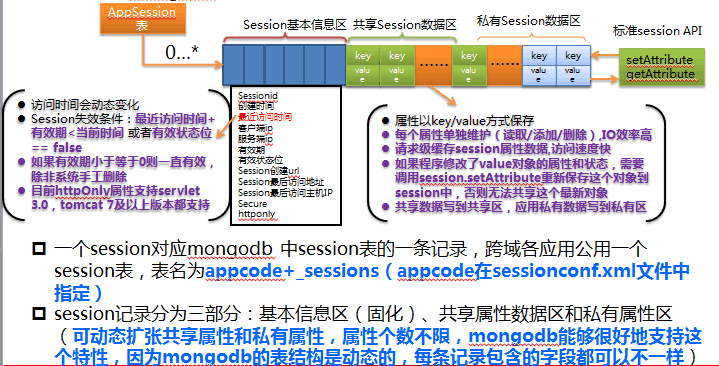 AppSession
表
0…*
Session基本信息区
共享Session数据区
私有Session数据区
标准session API
key
key
……
key
……
key
key
value
value
value
value
value
setAttribute
getAttribute
访问时间会动态变化
Session失效条件：最近访问时间+
有效期<当前时间 或者有效状态位
== false
如果有效期小于等于0则一直有效，
除非系统手工删除
目前httpOnly属性支持servlet
3.0，tomcat 7及以上版本都支持
Sessionid
创建时间
最近访问时间
客户端ip
服务端ip
有效期
有效状态位
Session创建url
Session最后访问地址
Session最后访问主机IP
Secure
httponly
属性以key/value方式保存
每个属性单独维护（读取/添加/删除）,IO效率高
请求级缓存session属性数据,访问速度快
如果程序修改了value对象的属性和状态，需要
调用session.setAttribute重新保存这个对象到
session中，否则无法共享这个最新对象
共享数据写到共享区，应用私有数据写到私有区
一个session对应mongodb 中session表的一条记录，跨域各应用公用一个
session表，表名为appcode+_sessions（appcode在sessionconf.xml文件中
指定）
session记录分为三部分：基本信息区（固化）、共享属性数据区和私有属性区
（可动态扩张共享属性和私有属性，属性个数不限，mongodb能够很好地支持这
个特性，因为mongodb的表结构是动态的，每条记录包含的字段都可以不一样）